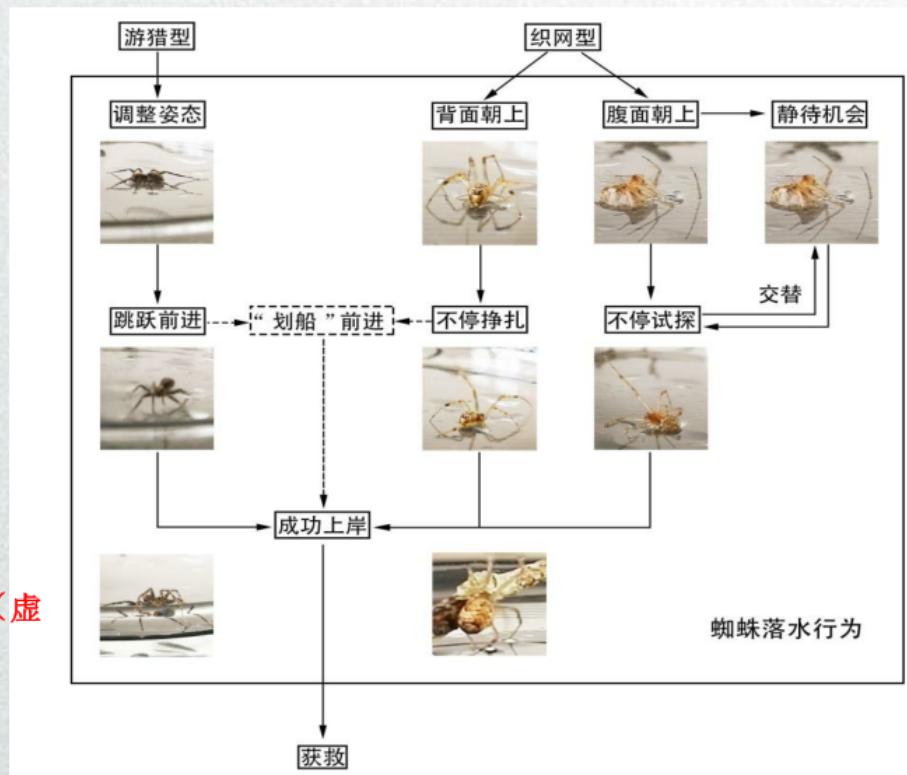 游猎型
织网型
调整姿态
背面朝上
腹面朝上
静待机会
交替
跳跃前进
“划船”前进
不停挣扎
不停试探
成功上岸
(虚
蜘蛛落水行为
获救